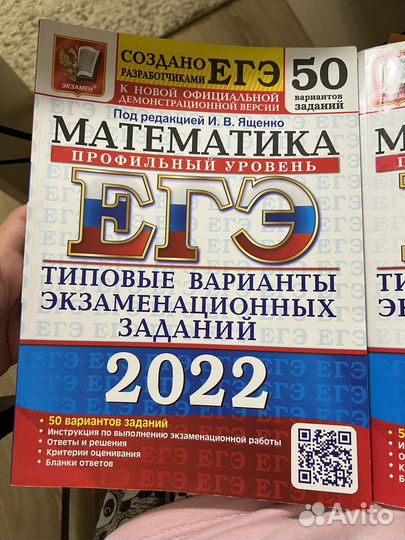 ЭКЗАМЕН
СОЗДАНО
РАЗРАБОТЧИКАМИ ЕГЭ
К НОВОЙ ОФИЦИАЛЬНОЙ
ДЕМОНСТРАЦИОННОЙ ВЕРСИИ
50
вариантов
заданий
Под редакцией И. В. Ященко
МАТЕМАТИКА
ПРОФИЛЬНЫЙ УРОВЕНЬ
ЕГЭ
ТИПОВЫЕ ВАРИАНТЫ
ЭКЗАМЕНАЦИОННЫХ
ЗАДАНИЙ
2022
• 50 вариантов заданий
• Инструкция по выполнению экзаменационной работы
• Ответы и решения
• Критерии оценивания
• Бланки ответов
Avito